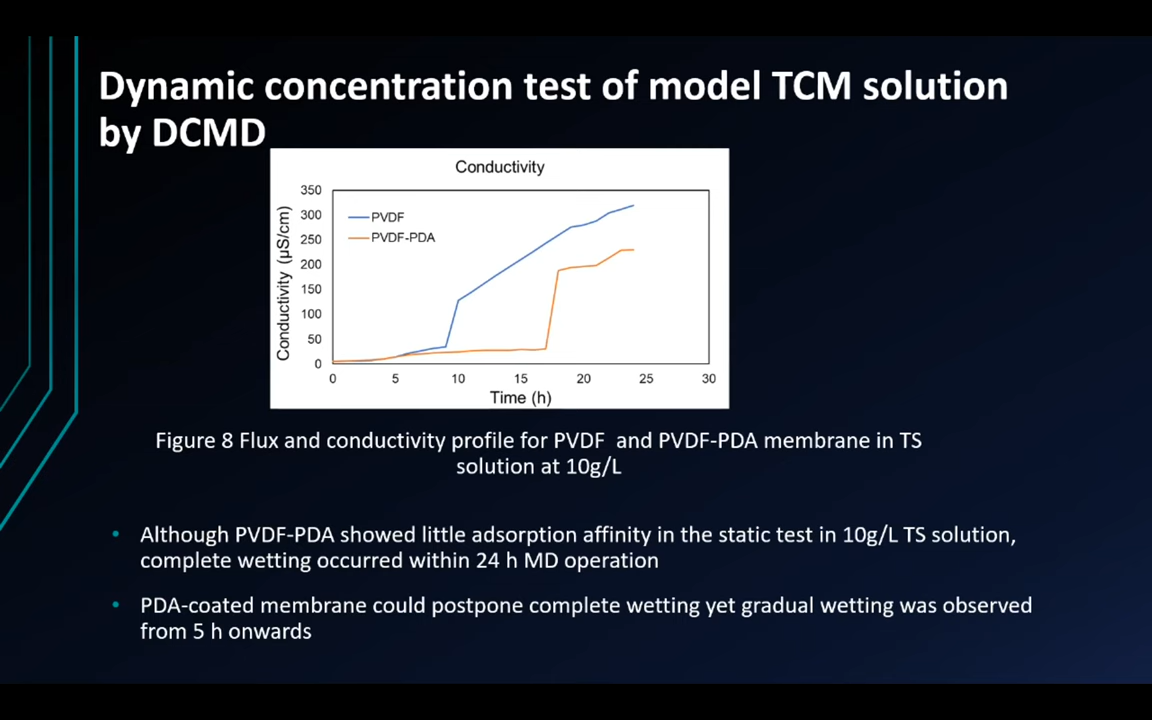 Dynamic concentration test of model TCM solution
by DCMD
Conductivity
Conductivity (µS/cm)
350
300
250
200
150
100
50
0
PVDF
PVDF-PDA
0 5 10 15 20 25 30
Time (h)
Figure 8 Flux and conductivity profile for PVDF and PVDF-PDA membrane in TS
solution at 10g/L
• Although PVDF-PDA showed little adsorption affinity in the static test in 10g/L TS solution,
complete wetting occurred within 24 h MD operation
• PDA-coated membrane could postpone complete wetting yet gradual wetting was observed
from 5 h onwards